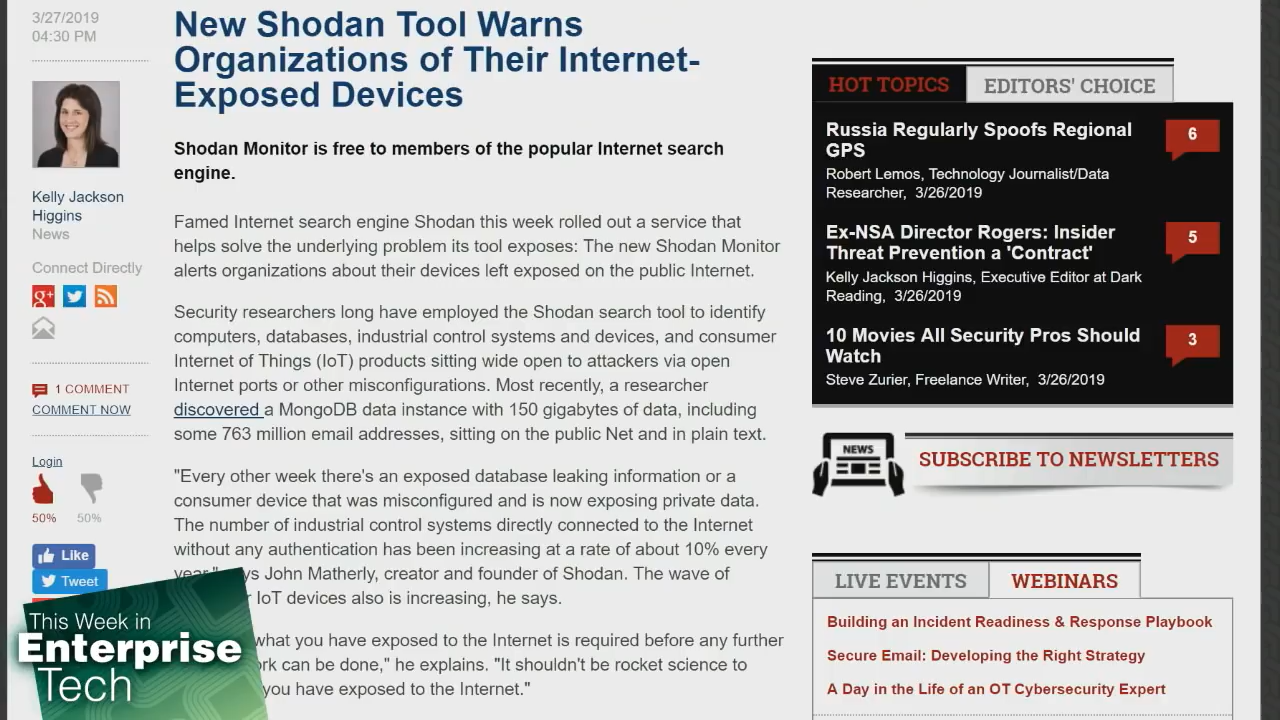 3/27/2019
04:30 PM
Kelly Jackson
Higgins
News
Connect Directly
g+
1 COMMENT
COMMENT NOW
Login
50% 50%
Like
Tweet
New Shodan Tool Warns
Organizations of Their Internet-
Exposed Devices
Shodan Monitor is free to members of the popular Internet search
engine.
Famed Internet search engine Shodan this week rolled out a service that
helps solve the underlying problem its tool exposes: The new Shodan Monitor
alerts organizations about their devices left exposed on the public Internet.
Security researchers long have employed the Shodan search tool to identify
computers, databases, industrial control systems and devices, and consumer
Internet of Things (IoT) products sitting wide open to attackers via open
Internet ports or other misconfigurations. Most recently, a researcher
discovered a MongoDB data instance with 150 gigabytes of data, including
some 763 million email addresses, sitting on the public Net and in plain text.
"Every other week there's an exposed database leaking information or a
consumer device that was misconfigured and is now exposing private data.
The number of industrial control systems directly connected to the Internet
without any authentication has been increasing at a rate of about 10% every
John Matherly, creator and founder of Shodan. The wave of
IoT devices also is increasing, he says.
what you have exposed to the Internet is required before any further
can be done," he explains. "It shouldn't be rocket science to
you have exposed to the Internet."
HOT TOPICS EDITORS' CHOICE
Russia Regularly Spoofs Regional
GPS
6
Robert Lemos, Technology Journalist/Data
Researcher, 3/26/2019
Ex-NSA Director Rogers: Insider
Threat Prevention a 'Contract'
5
Kelly Jackson Higgins, Executive Editor at Dark
Reading, 3/26/2019
10 Movies All Security Pros Should
Watch
3
Steve Zurier, Freelance Writer, 3/26/2019
NEWS
SUBSCRIBE TO NEWSLETTERS
LIVE EVENTS WEBINARS
Building an Incident Readiness & Response Playbook
Secure Email: Developing the Right Strategy
A Day in the Life of an OT Cybersecurity Expert
This Week in
Enterprise
Tech